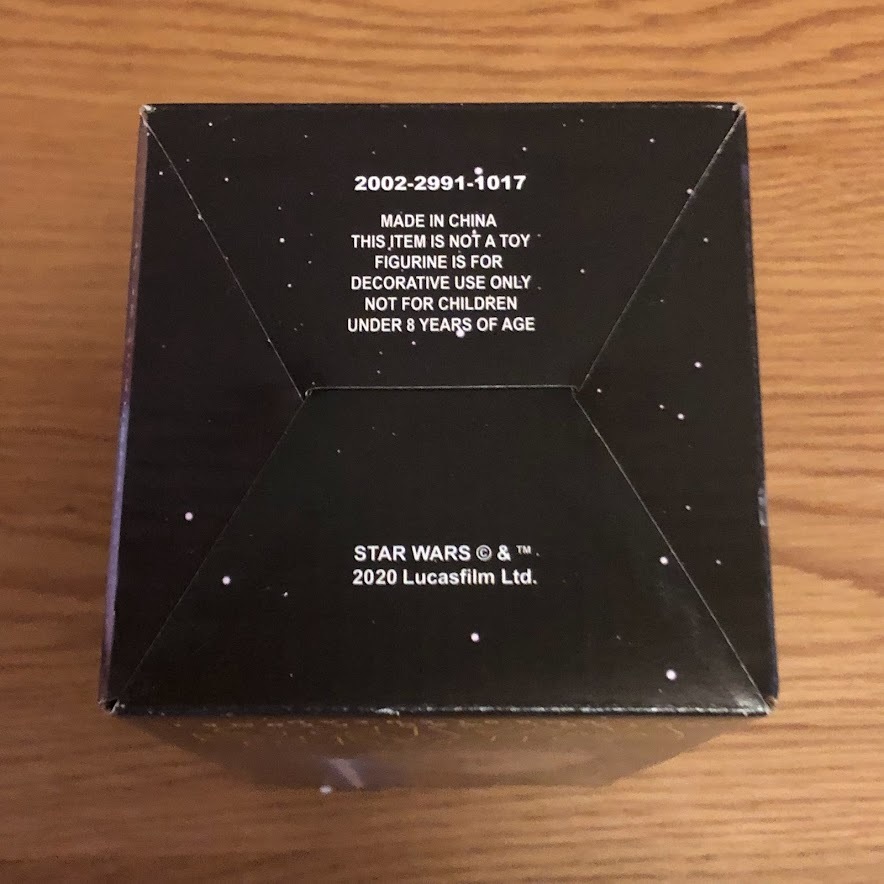 2002-2991-1017
MADE IN CHINA
THIS ITEM IS NOT A TOY
FIGURINE IS FOR
DECORATIVE USE ONLY
NOT FOR CHILDREN
UNDER 8 YEARS OF AGE
STAR WARS © & ™
2020 Lucasfilm Ltd.